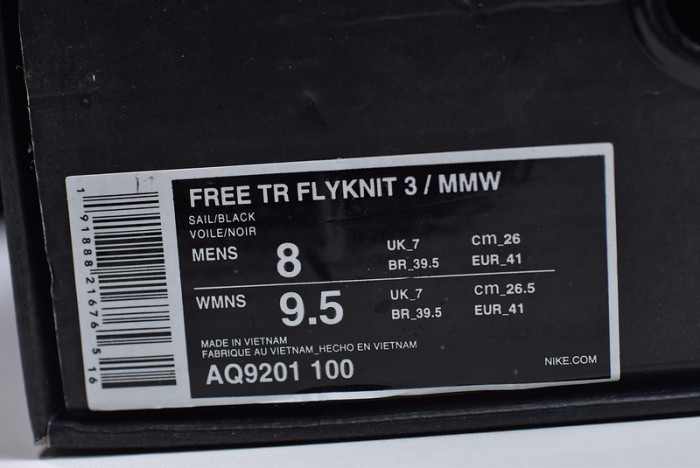 FREE TR FLYKNIT 3 / MMW
SAIL/BLACK
VOILE/NOIR
MENS 8 UK_7 cm_26
BR_39.5 EUR_41
WMNS 9.5 UK_7 cm_26.5
BR_39.5 EUR_41
MADE IN VIETNAM
FABRIQUE AU VIETNAM_HECHO EN VIETNAM
AQ9201 100
NIKE.COM
1 91888 21676 516